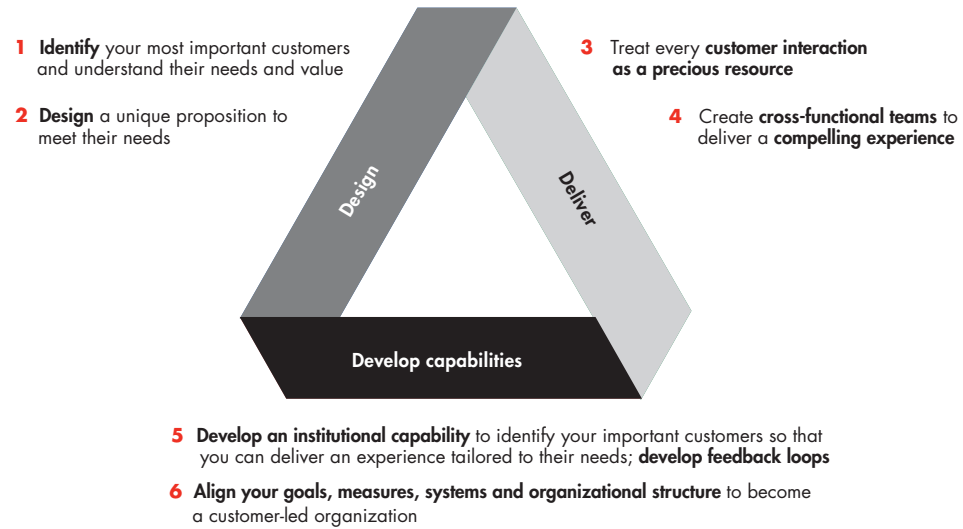 1 Identify your most important customers
and understand their needs and value
2 Design a unique proposition to
meet their needs
3 Treat every customer interaction
as a precious resource
4 Create cross-functional teams to
deliver a compelling experience
Design
Deliver
Develop capabilities
5 Develop an institutional capability to identify your important customers so that
you can deliver an experience tailored to their needs; develop feedback loops
6 Align your goals, measures, systems and organizational structure to become
a customer-led organization